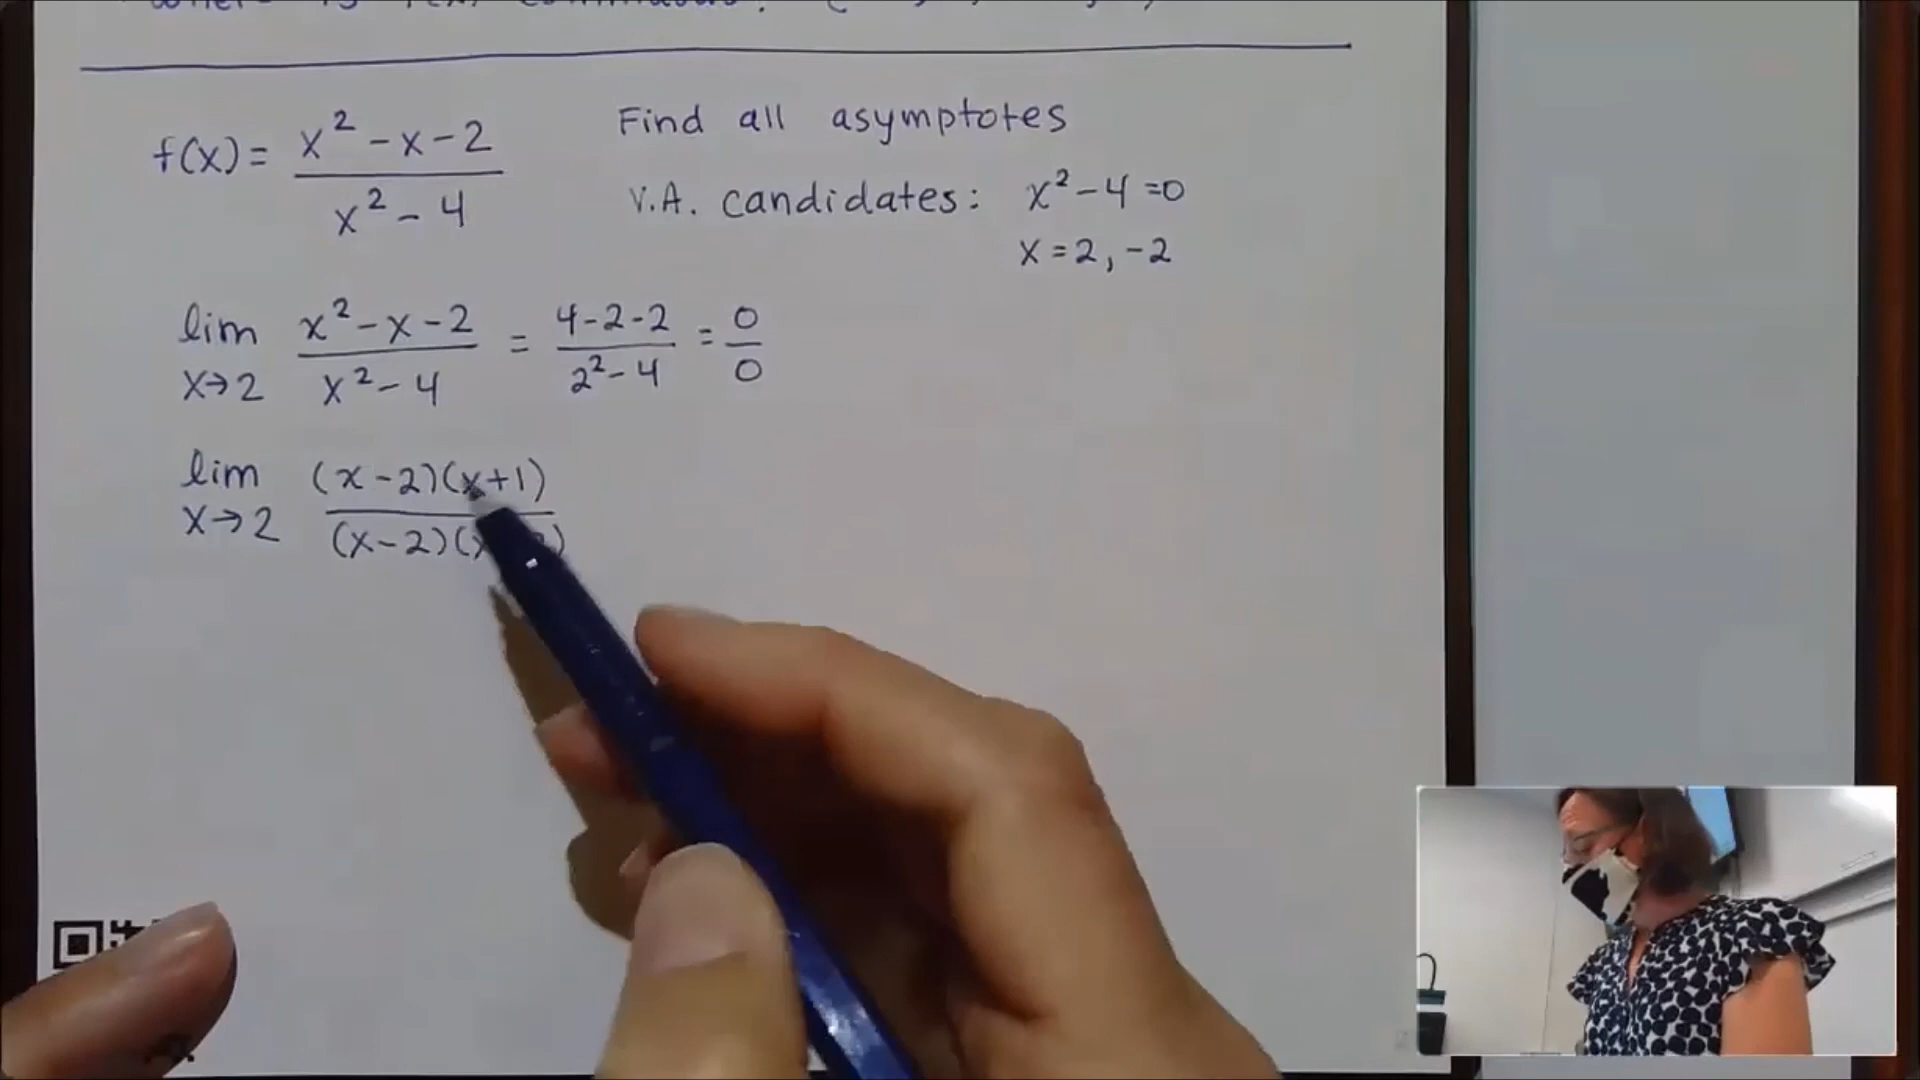 f(x) = x² - x - 2 / x² - 4
Find all asymptotes
V.A. candidates: x² - 4 = 0
x = 2, -2
lim x→2 x² - x - 2 / x² - 4 = 4 - 2 - 2 / 2² - 4 = 0 / 0
lim x→2 (x - 2)(x + 1) / (x - 2)(x